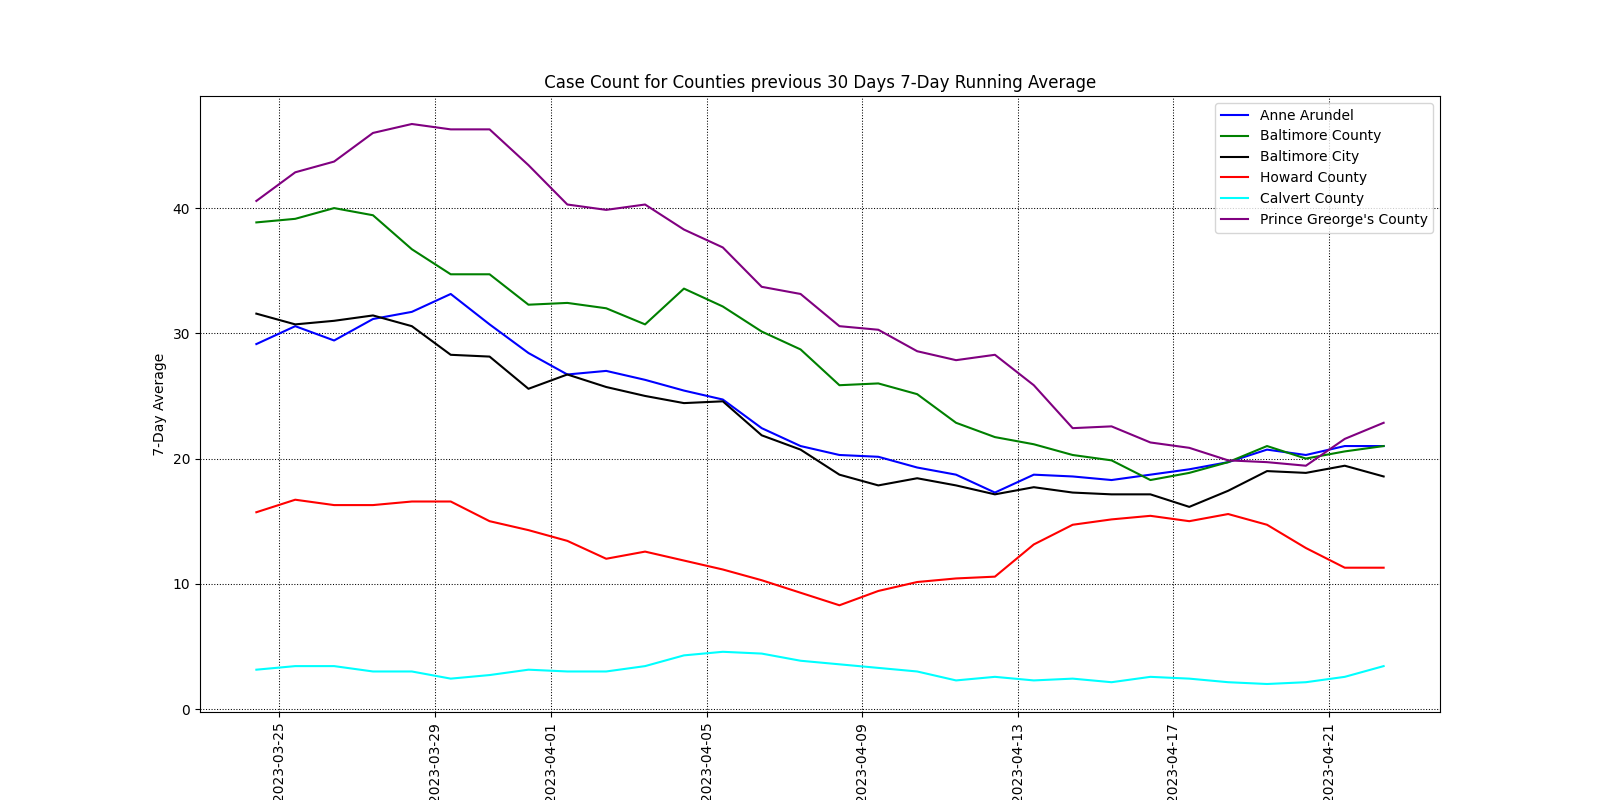 Case Count for Counties previous 30 Days 7-Day Running Average
Anne Arundel
Baltimore County
Baltimore City
Howard County
Calvert County
Prince Greorge's County
7-Day Average
40
30
20
10
0
2023-03-25
2023-03-29
2023-04-01
2023-04-05
2023-04-09
2023-04-13
2023-04-17
2023-04-21